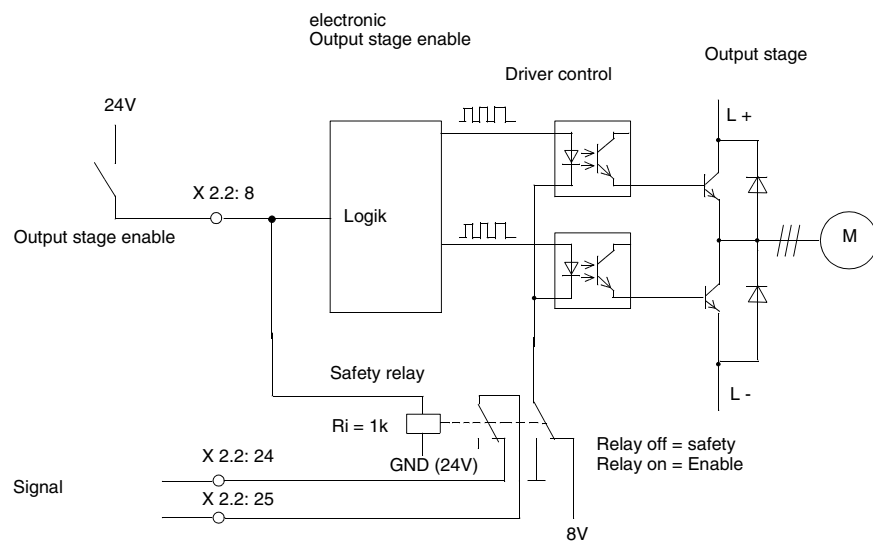 electronic
Output stage enable
Driver control
Output stage
24V
L +
X 2.2: 8
Logik
M
Output stage enable
Safety relay
L -
Ri = 1k
GND (24V)
Relay off = safety
Relay on = Enable
X 2.2: 24
Signal
X 2.2: 25
8V